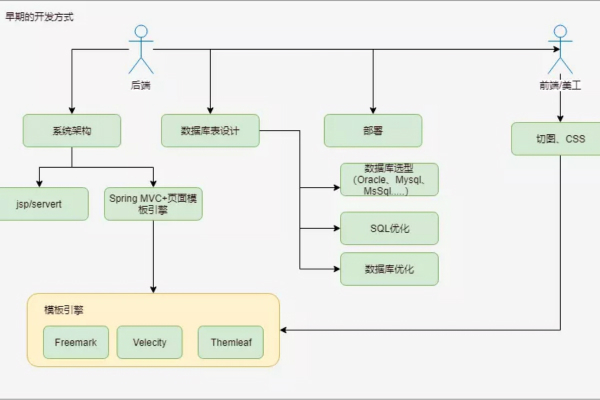 早期的开发方式
后端
前端/美工
系统架构
数据库表设计
部署
切图、CSS
jsp/servert
Spring MVC+页面模
板引擎
数据库选型
(Oracle、Mysql、
MsSql.....)
SQL优化
数据库优化
模板引擎
Freemark
Velecity
Themleaf